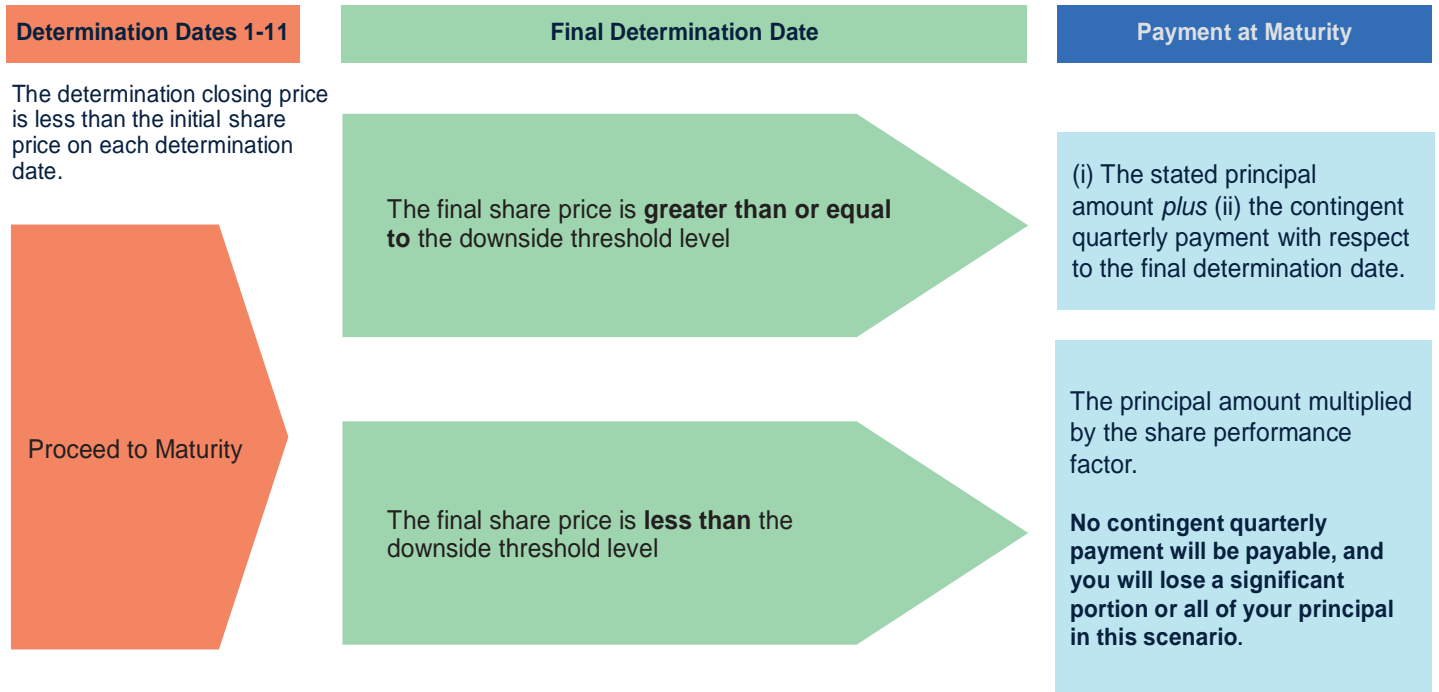 Determination Dates 1-11
Final Determination Date
Payment at Maturity
The determination closing price
is less than the initial share
price on each determination
date.
Proceed to Maturity
The final share price is greater than or equal
to the downside threshold level
(i) The stated principal
amount plus (ii) the contingent
quarterly payment with respect
to the final determination date.
The final share price is less than the
downside threshold level
The principal amount multiplied
by the share performance
factor.
No contingent quarterly
payment will be payable, and
you will lose a significant
portion or all of your principal
in this scenario.